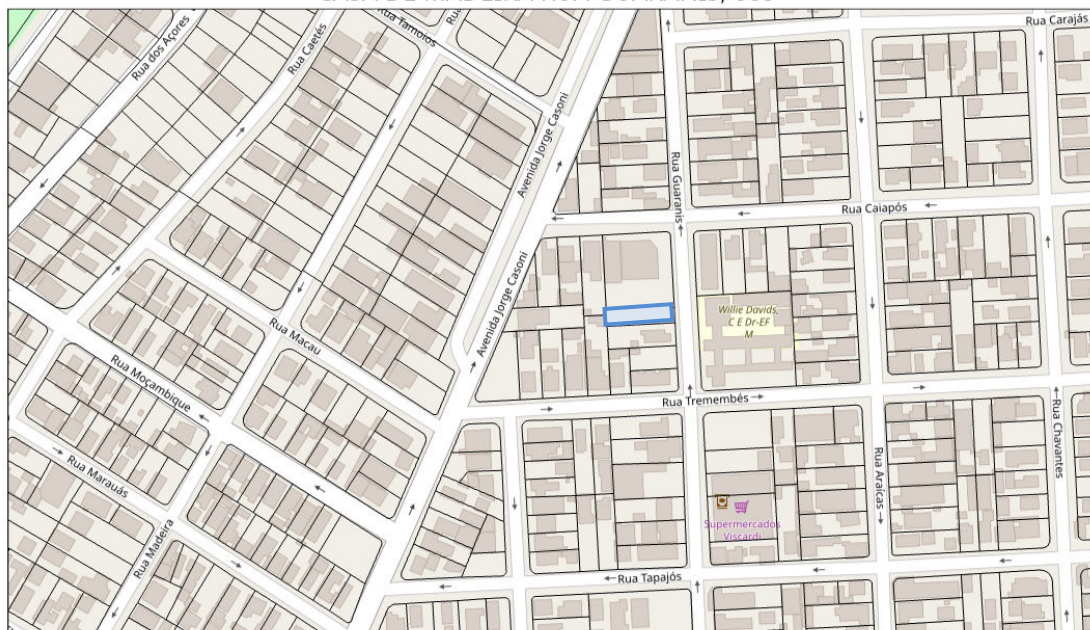 Rua Carajás
Rua Tamoios
Rua dos Açores
Rua Caetés
Avenida Jorge Casoni
Rua Guaranis
Rua Caiapós
Avenida Jorge Casoni
Willie Davids,
C E Dr-EF
M
Rua Macau
Rua Moçambique
Rua Tremembés
Rua Marauás
Rua Araícas
Rua Chavantes
Supermercados
Viscardi
Rua Madeira
Rua Tapajós